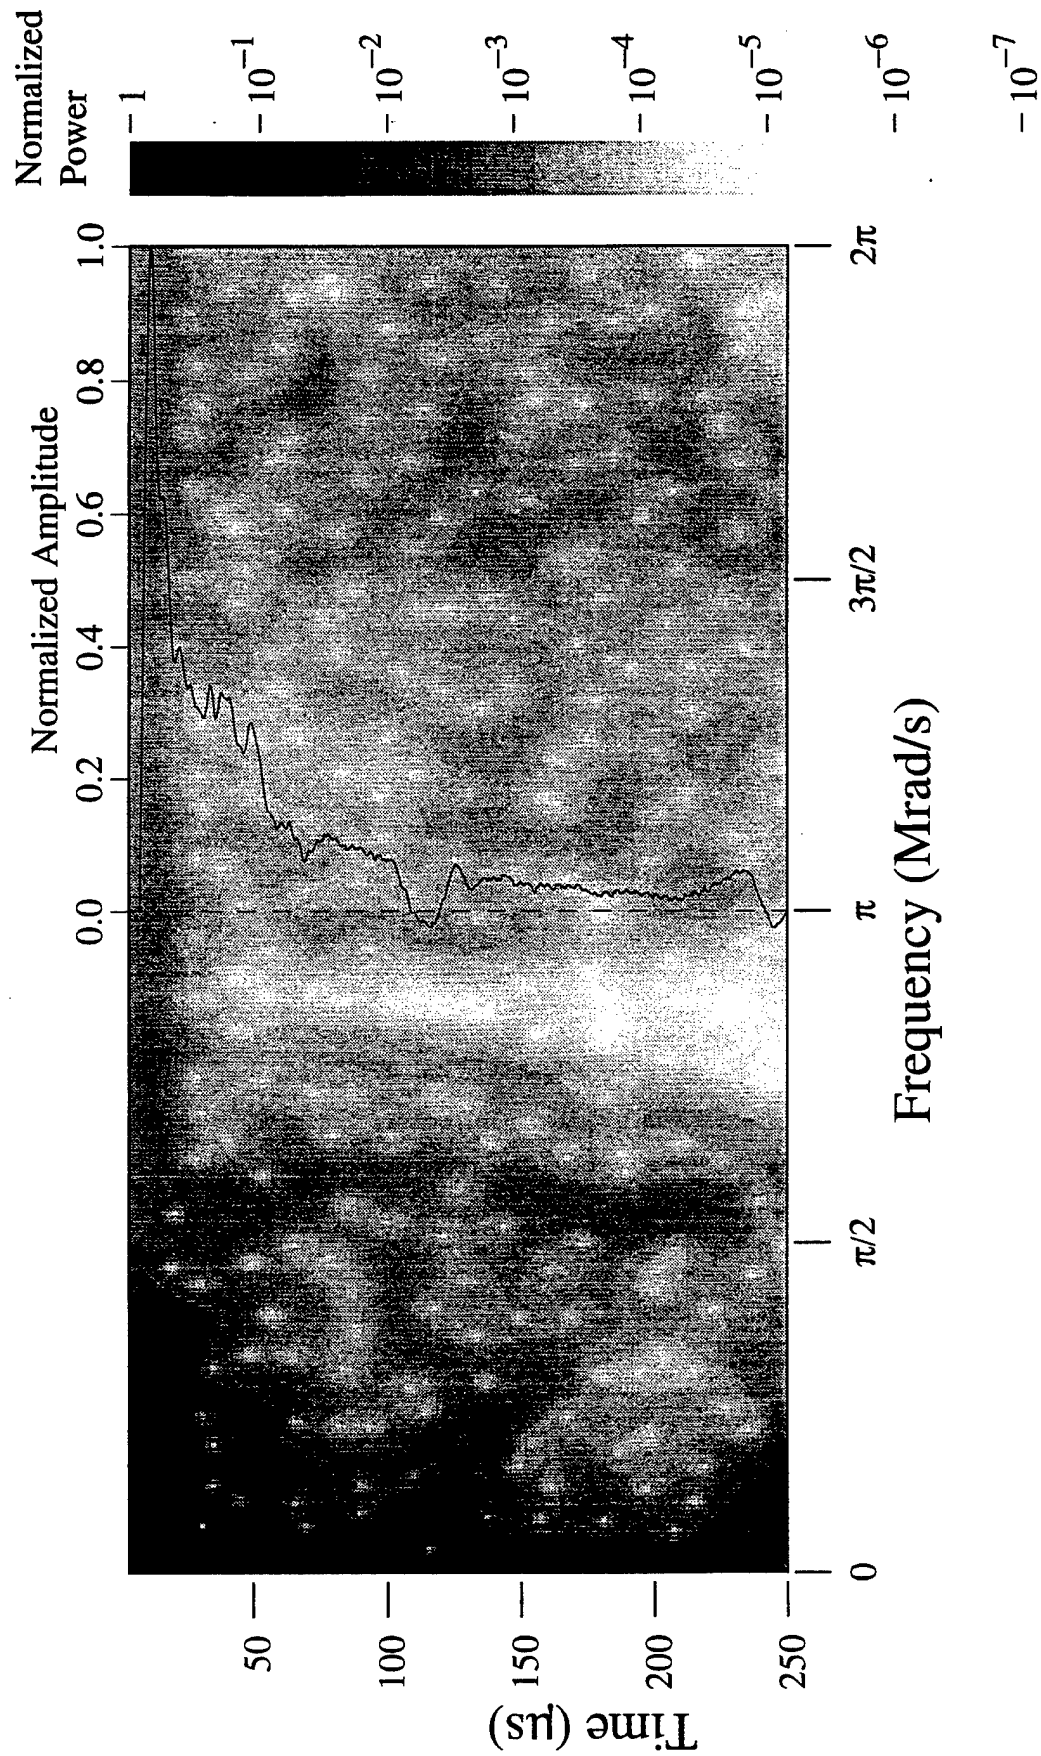 Normalized Amplitude
0.0 0.2 0.4 0.6 0.8 1.0
Normalized
Power
1
10⁻¹
10⁻²
10⁻³
10⁻⁴
10⁻⁵
10⁻⁶
10⁻⁷
Time (μs)
50
100
150
200
250
0 π/2 π 3π/2 2π
Frequency (Mrad/s)